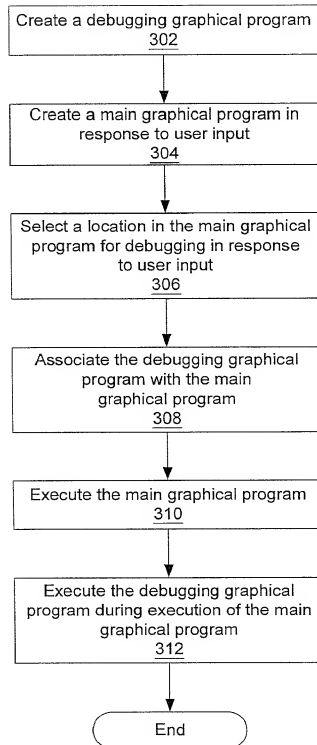 Create a debugging graphical program
302
Create a main graphical program in
response to user input
304
Select a location in the main graphical
program for debugging in response
to user input
306
Associate the debugging graphical
program with the main
graphical program
308
Execute the main graphical program
310
Execute the debugging graphical
program during execution of the main
graphical program
312
End